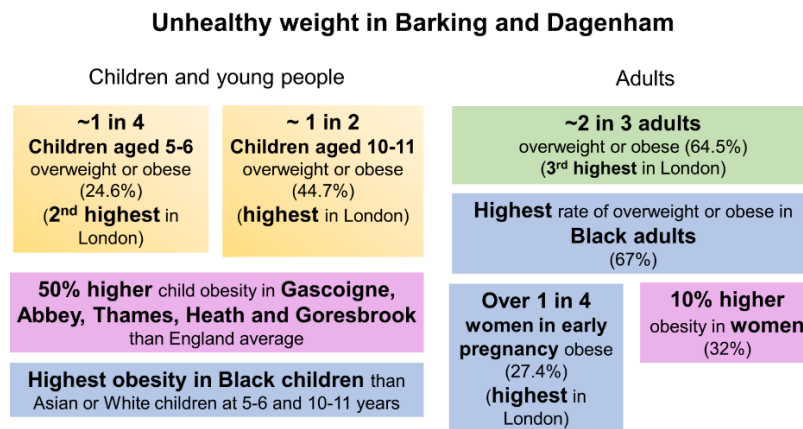 Unhealthy weight in Barking and Dagenham
Children and young people
~1 in 4
Children aged 5-6
overweight or obese
(24.6%)
(2nd highest in
London)
~ 1 in 2
Children aged 10-11
overweight or obese
(44.7%)
(highest in London)
50% higher child obesity in Gascoigne,
Abbey, Thames, Heath and Goresbrook
than England average
Highest obesity in Black children than
Asian or White children at 5-6 and 10-11 years
Adults
~2 in 3 adults
overweight or obese (64.5%)
(3rd highest in London)
Highest rate of overweight or obese in
Black adults
(67%)
Over 1 in 4
women in early
pregnancy obese
(27.4%)
(highest in
London)
10% higher
obesity in women
(32%)